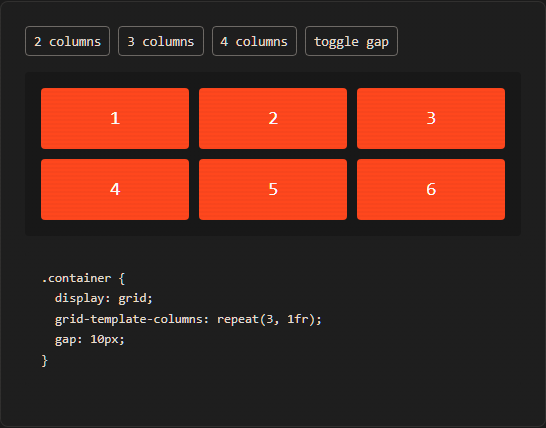 2 columns 3 columns 4 columns toggle gap
1 2 3
4 5 6
.container {
  display: grid;
  grid-template-columns: repeat(3, 1fr);
  gap: 10px;
}